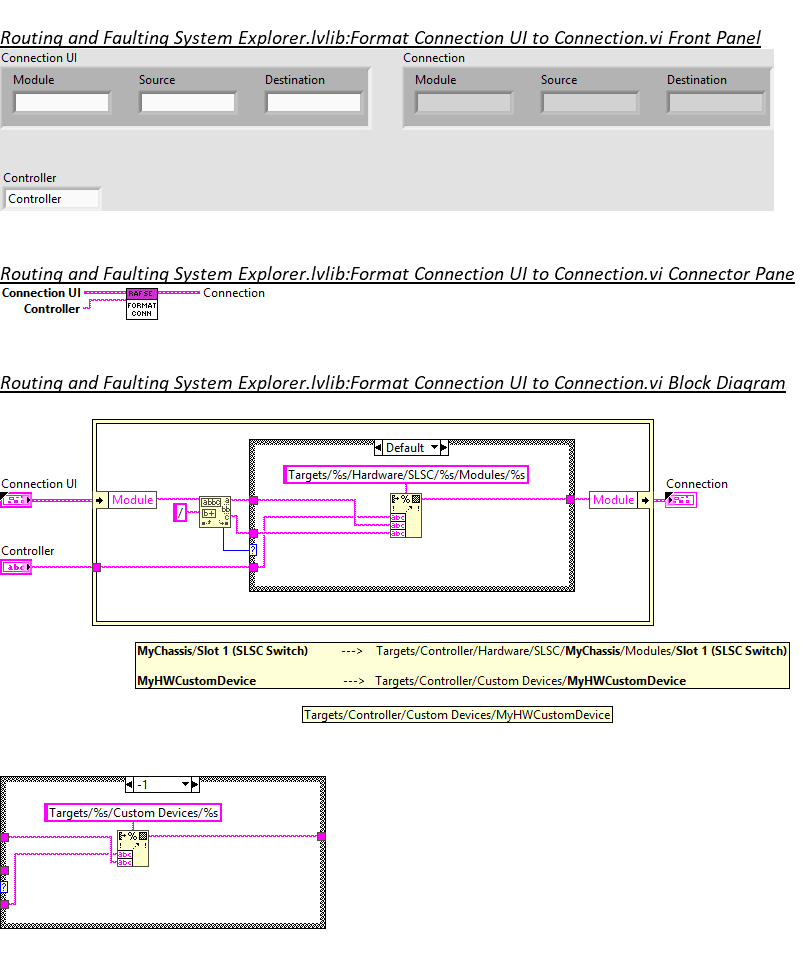 Routing and Faulting System Explorer.lvlib:Format Connection UI to Connection.vi Front Panel
Connection UI
Connection
Module
Source
Destination
Module
Source
Destination
Controller
Controller
Routing and Faulting System Explorer.lvlib:Format Connection UI to Connection.vi Connector Pane
Connection UI
Controller
RAF SE
FORMAT
CONN
Connection
Routing and Faulting System Explorer.lvlib:Format Connection UI to Connection.vi Block Diagram
Default
Targets/%s/Hardware/SLSC/%s/Modules/%s
Connection UI
Connection
Module
/
Module
Controller
abc
MyChassis/Slot 1 (SLSC Switch) ---> Targets/Controller/Hardware/SLSC/MyChassis/Modules/Slot 1 (SLSC Switch)
MyHWCustomDevice ---> Targets/Controller/Custom Devices/MyHWCustomDevice
Targets/Controller/Custom Devices/MyHWCustomDevice
-1
Targets/%s/Custom Devices/%s